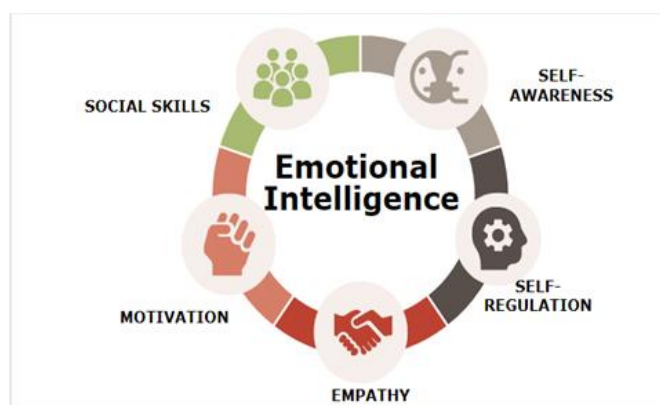 Emotional
Intelligence
SELF-
AWARENESS
SELF-
REGULATION
EMPATHY
MOTIVATION
SOCIAL SKILLS